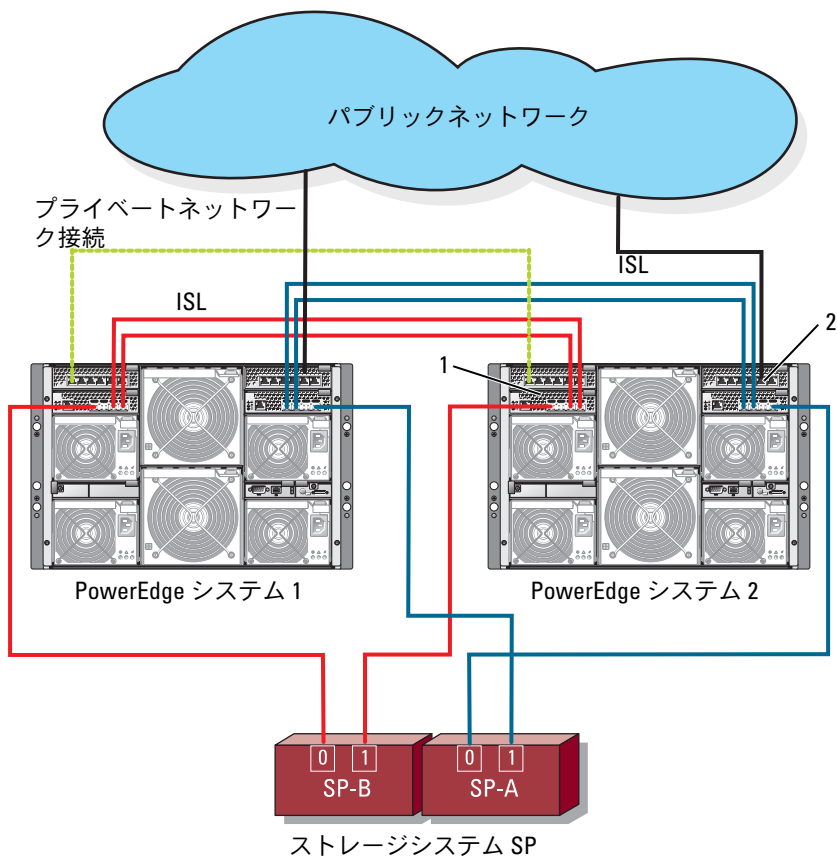 パブリックネットワーク
プライベートネットワー
ク接続
ISL
ISL
1
2
PowerEdge システム 1
PowerEdge システム 2
0
1
0
1
SP-B
SP-A
ストレージシステム SP